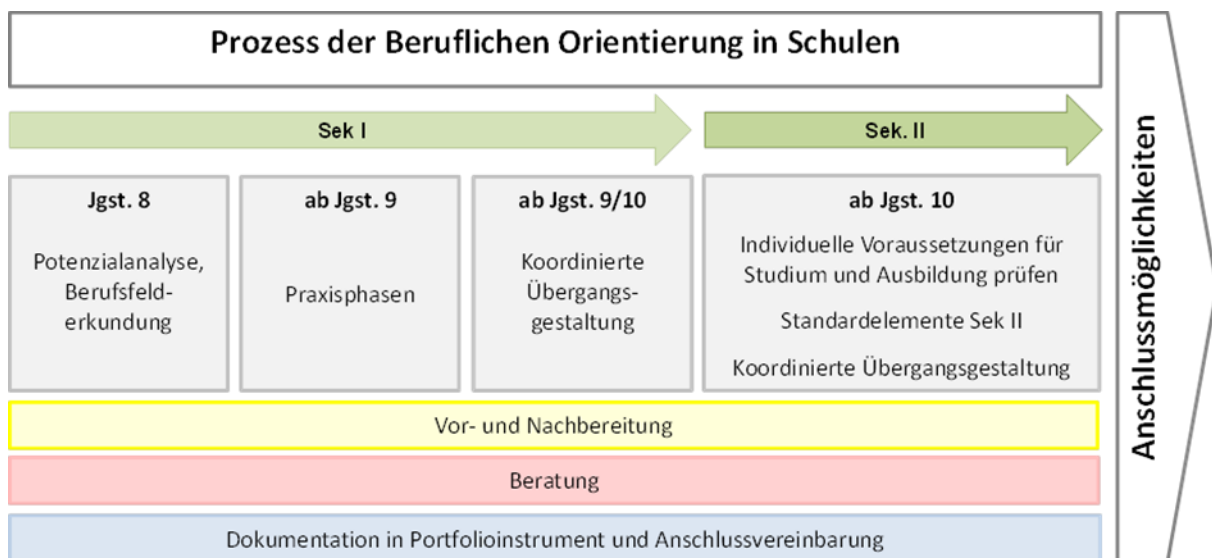 Prozess der Beruflichen Orientierung in Schulen
Sek I
Sek. II
Jgst. 8
Potenzialanalyse,
Berufsfeld-
erkundung
ab Jgst. 9
Praxisphasen
ab Jgst. 9/10
Koordinierte
Übergangs-
gestaltung
ab Jgst. 10
Individuelle Voraussetzungen für
Studium und Ausbildung prüfen
Standardelemente Sek II
Koordinierte Übergangsgestaltung
Vor- und Nachbereitung
Beratung
Dokumentation in Portfolioinstrument und Anschlussvereinbarung
Anschlussmöglichkeiten